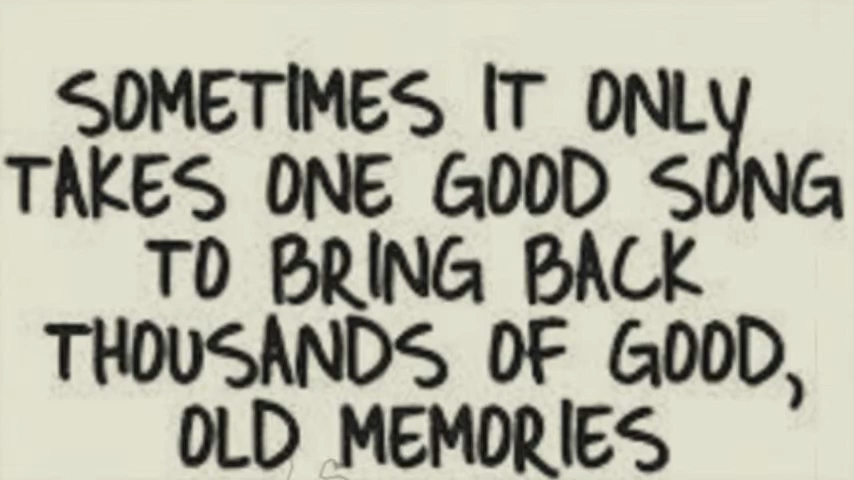 SOMETIMES IT ONLY
TAKES ONE GOOD SONG
TO BRING BACK
THOUSANDS OF GOOD,
OLD MEMORIES